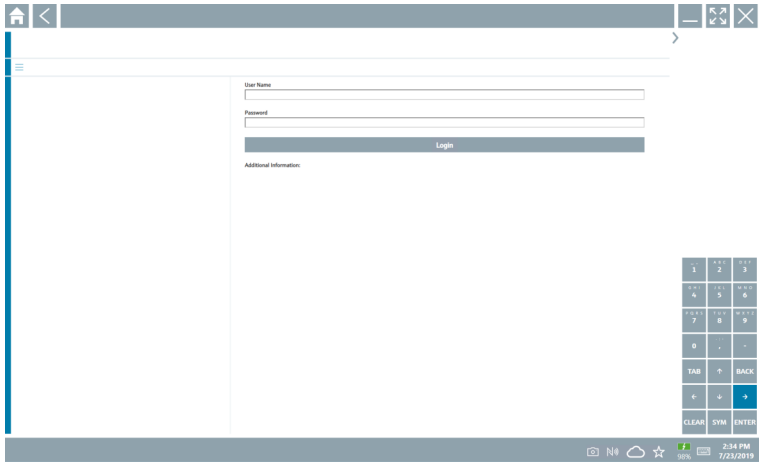 User Name
Password
Login
Additional Information:
1 ABC 2 DEF 3
GHI 4 JKL 5 MNO 6
PQRS 7 TUV 8 WXYZ 9
0 , -
TAB ↑ BACK
← ↓ →
CLEAR SYM ENTER
98% 2:34 PM
7/23/2019